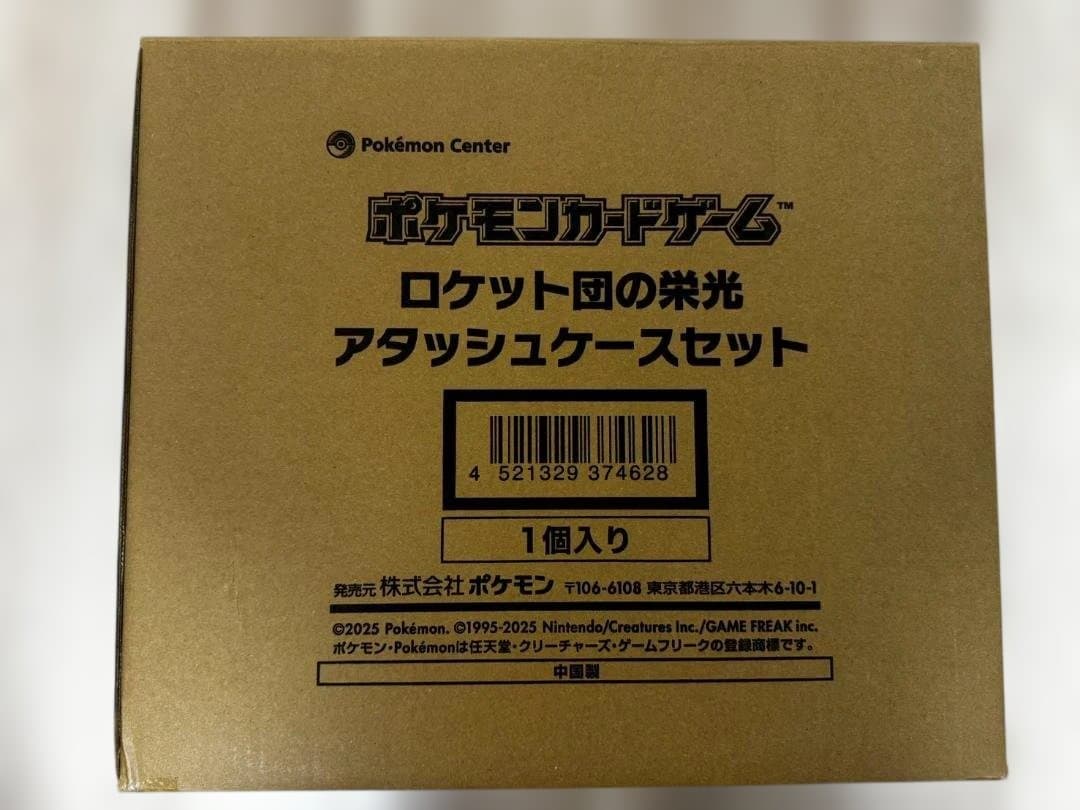 Pokémon Center
ポケモンカードゲーム™
ロケット団の栄光
アタッシュケースセット
4 521329 374628
1個入り
発売元 株式会社 ポケモン 〒106-6108 東京都港区六本木6-10-1
©2025 Pokémon. ©1995-2025 Nintendo/Creatures Inc./GAME FREAK inc.
ポケモン・Pokémonは任天堂・クリーチャーズ・ゲームフリークの登録商標です。
中国製